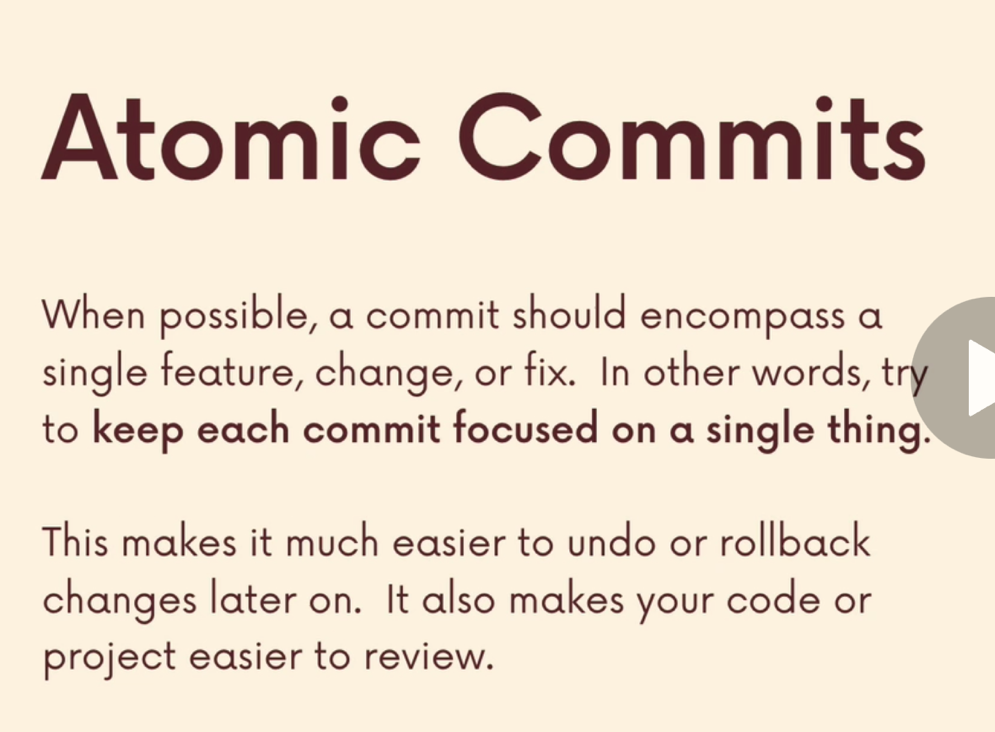 Atomic Commits
When possible, a commit should encompass a
single feature, change, or fix.  In other words, try
to keep each commit focused on a single thing.
This makes it much easier to undo or rollback
changes later on.  It also makes your code or
project easier to review.